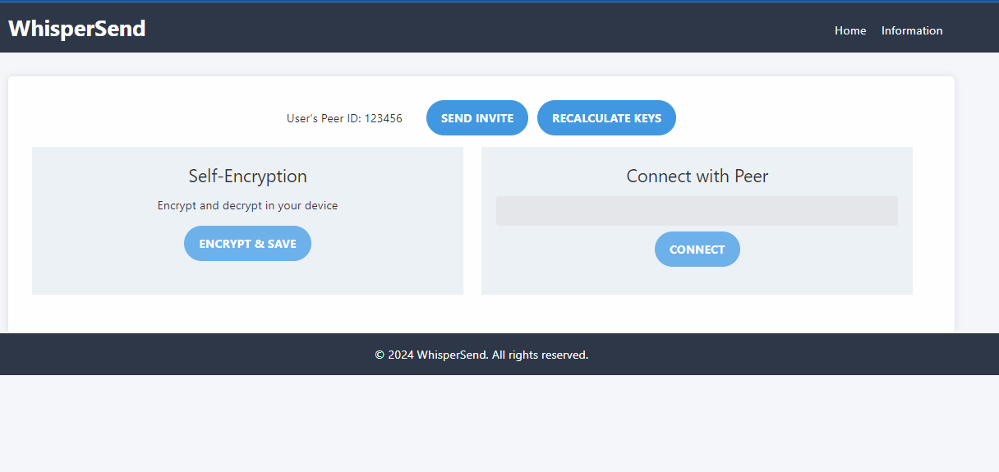 WhisperSend
Home Information
User's Peer ID: 123456 SEND INVITE RECALCULATE KEYS
Self-Encryption
Encrypt and decrypt in your device
ENCRYPT & SAVE
Connect with Peer
CONNECT
© 2024 WhisperSend. All rights reserved.